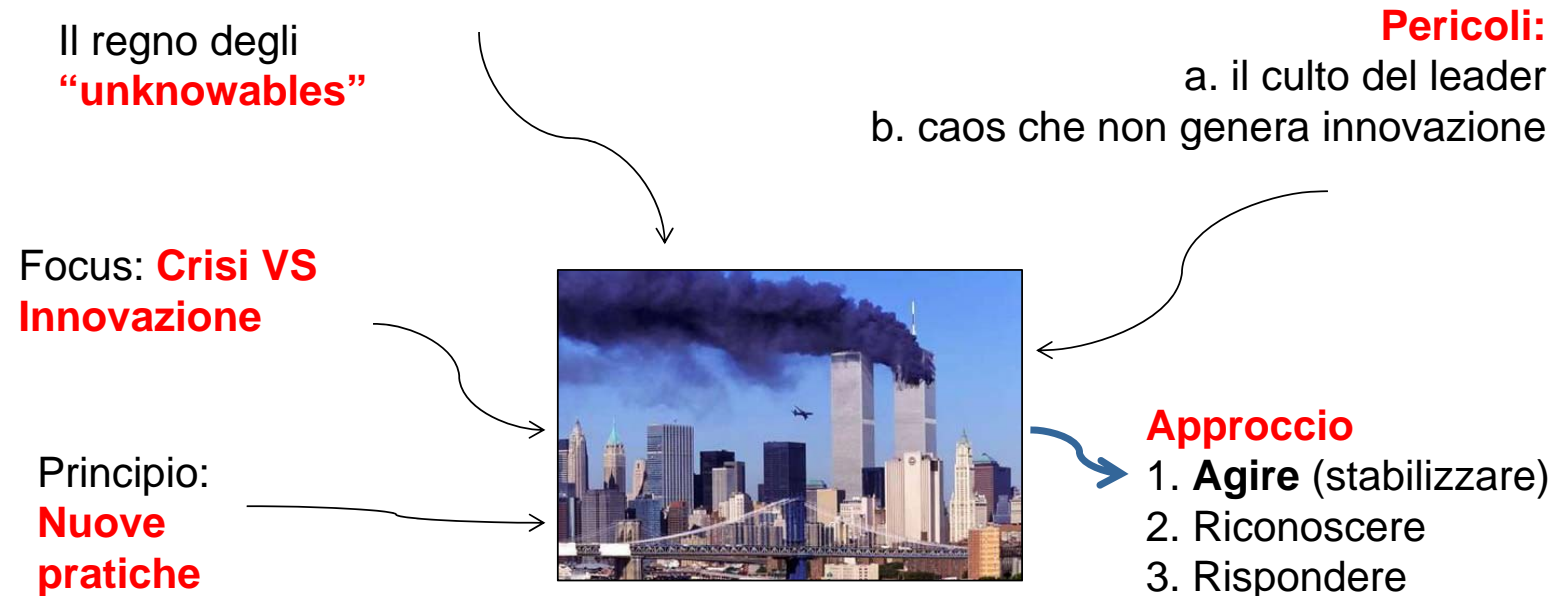 Il regno degli
“unknowables”
Pericoli:
a. il culto del leader
b. caos che non genera innovazione
Focus: Crisi VS
Innovazione
Principio:
Nuove
pratiche
Approccio
1. Agire (stabilizzare)
2. Riconoscere
3. Rispondere